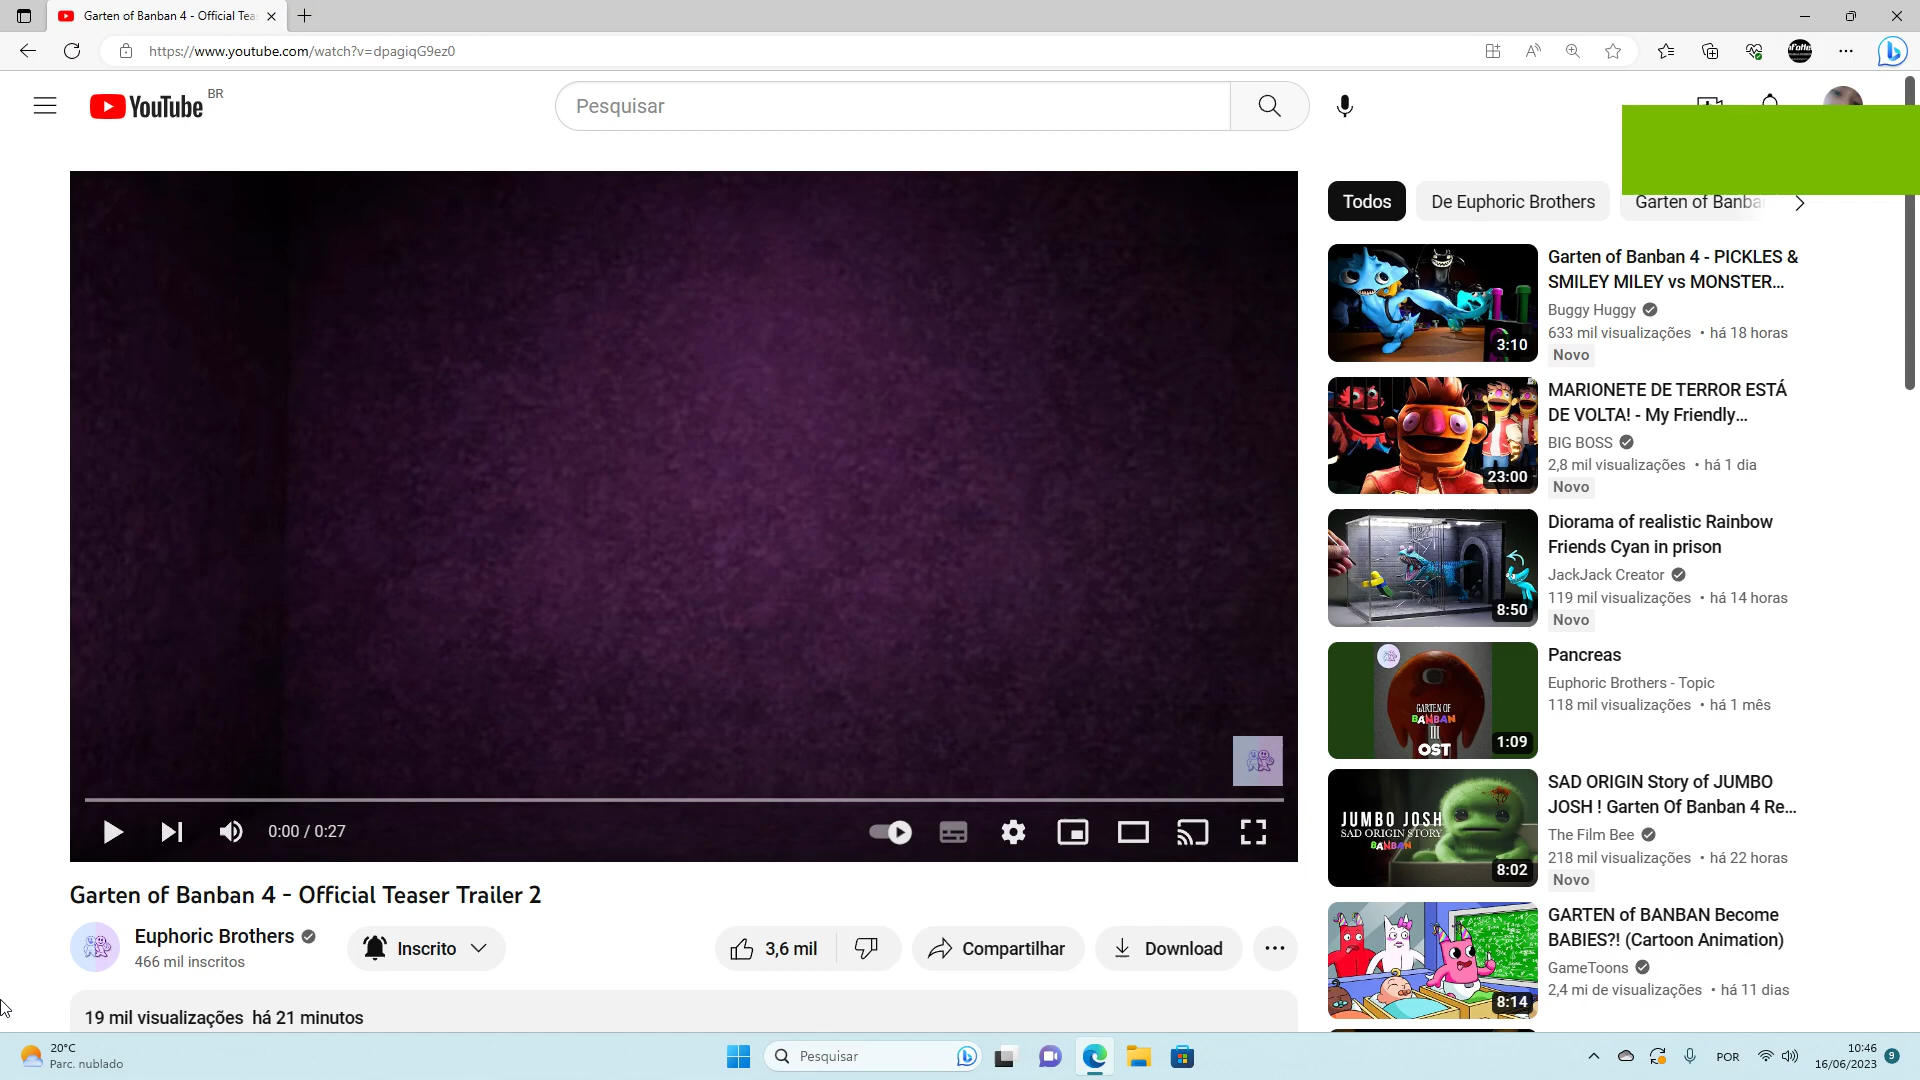 Garten of Banban 4 - Official Tea
https://www.youtube.com/watch?v=dpagiqG9ez0
YouTube BR
Pesquisar
Todos
De Euphoric Brothers
Garten of Banba
Garten of Banban 4 - PICKLES &
SMILEY MILEY vs MONSTER...
Buggy Huggy
633 mil visualizações • há 18 horas
Novo
3:10
MARIONETE DE TERROR ESTÁ
DE VOLTA! - My Friendly...
BIG BOSS
2,8 mil visualizações • há 1 dia
Novo
23:00
Diorama of realistic Rainbow
Friends Cyan in prison
JackJack Creator
119 mil visualizações • há 14 horas
Novo
8:50
Pancreas
Euphoric Brothers - Topic
118 mil visualizações • há 1 mês
GARTEN OF
BANBAN
III
OST
1:09
SAD ORIGIN Story of JUMBO
JOSH ! Garten Of Banban 4 Re...
The Film Bee
218 mil visualizações • há 22 horas
Novo
JUMBO JOSH
SAD ORIGIN STORY
BANBAN
8:02
GARTEN of BANBAN Become
BABIES?! (Cartoon Animation)
GameToons
2,4 mi de visualizações • há 11 dias
8:14
0:00 / 0:27
Garten of Banban 4 - Official Teaser Trailer 2
Euphoric Brothers
466 mil inscritos
Inscrito
3,6 mil
Compartilhar
Download
19 mil visualizações há 21 minutos
20°C
Parc. nublado
Pesquisar
POR
10:46
16/06/2023
9